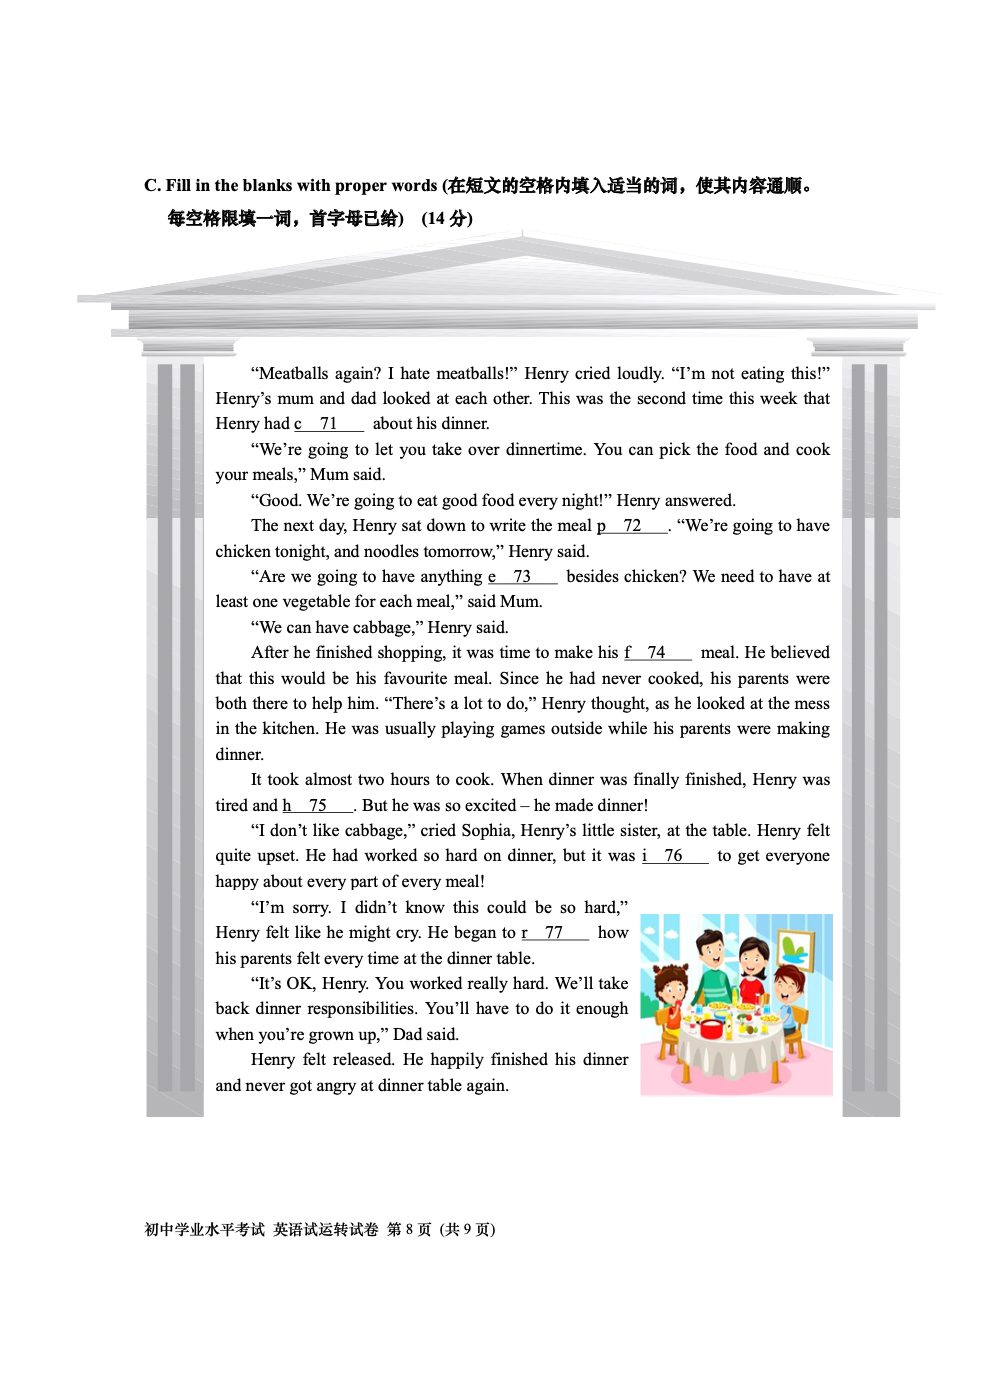 C. Fill in the blanks with proper words (在短文的空格内填入适当的词，使其内容通顺。
每空格限填一词，首字母已给） (14 分)
“Meatballs again? I hate meatballs!” Henry cried loudly. “I’m not eating this!”
Henry’s mum and dad looked at each other. This was the second time this week that
Henry had c 71 about his dinner.
“We’re going to let you take over dinnertime. You can pick the food and cook
your meals,” Mum said.
“Good. We’re going to eat good food every night!” Henry answered.
The next day, Henry sat down to write the meal p 72 . “We’re going to have
chicken tonight, and noodles tomorrow,” Henry said.
“Are we going to have anything e 73 besides chicken? We need to have at
least one vegetable for each meal,” said Mum.
“We can have cabbage,” Henry said.
After he finished shopping, it was time to make his f 74 meal. He believed
that this would be his favourite meal. Since he had never cooked, his parents were
both there to help him. “There’s a lot to do,” Henry thought, as he looked at the mess
in the kitchen. He was usually playing games outside while his parents were making
dinner.
It took almost two hours to cook. When dinner was finally finished, Henry was
tired and h 75 . But he was so excited – he made dinner!
“I don’t like cabbage,” cried Sophia, Henry’s little sister, at the table. Henry felt
quite upset. He had worked so hard on dinner, but it was i 76 to get everyone
happy about every part of every meal!
“I’m sorry. I didn’t know this could be so hard,”
Henry felt like he might cry. He began to r 77 how
his parents felt every time at the dinner table.
“It’s OK, Henry. You worked really hard. We’ll take
back dinner responsibilities. You’ll have to do it enough
when you’re grown up,” Dad said.
Henry felt released. He happily finished his dinner
and never got angry at dinner table again.
初中学业水平考试 英语试运转试卷 第 8 页 (共 9 页)